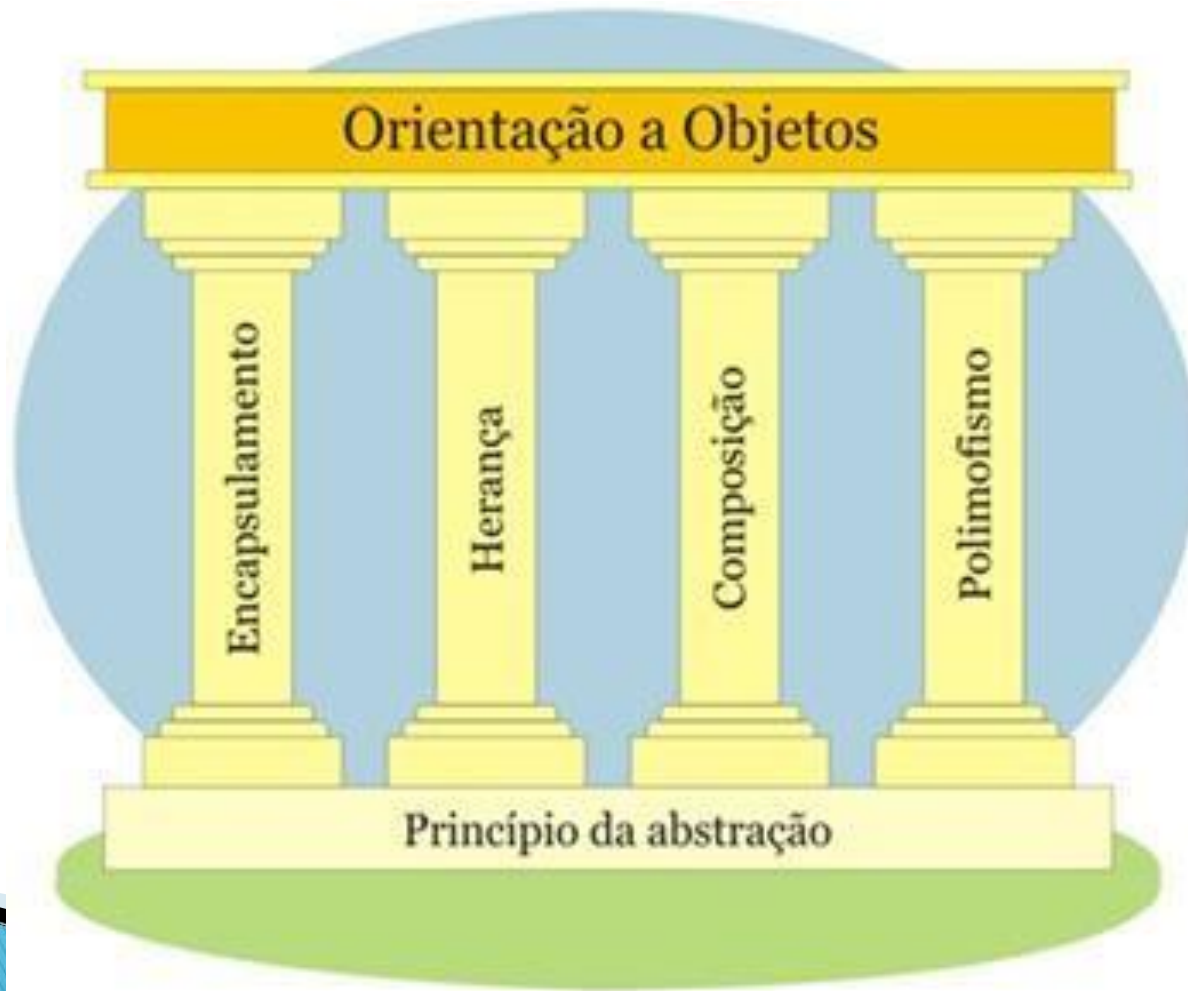 Orientação a Objetos
Encapsulamento
Herança
Composição
Polimofismo
Princípio da abstração